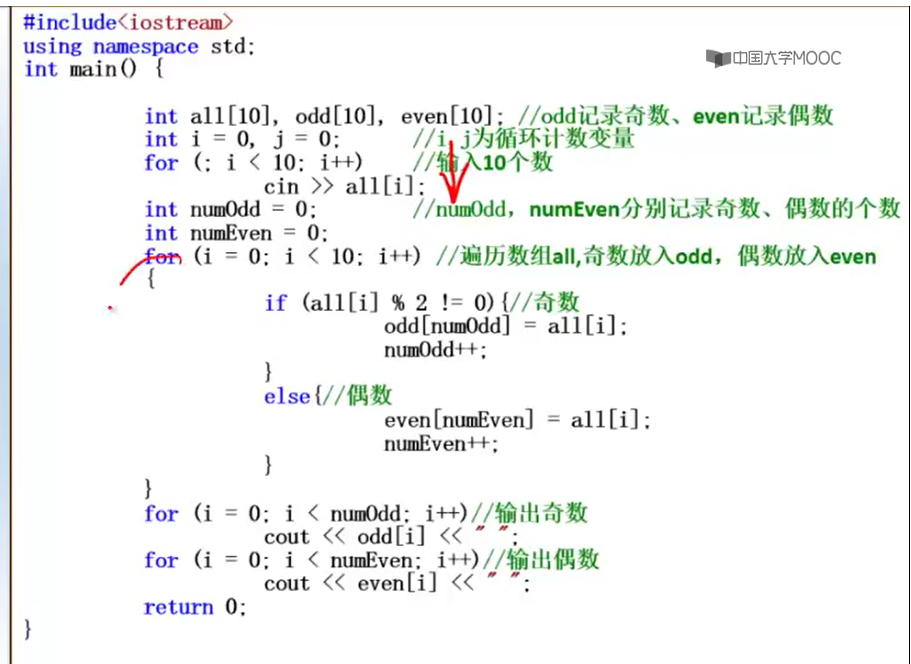 #include<iostream>
using namespace std;
int main() {
中国大学MOOC
int all[10], odd[10], even[10]; //odd记录奇数、even记录偶数
int i = 0, j = 0; //i, j为循环计数变量
for (; i < 10; i++) //输入10个数
cin >> all[i];
int numOdd = 0; //numOdd，numEven分别记录奇数、偶数的个数
int numEven = 0;
for (i = 0; i < 10; i++) //遍历数组all,奇数放入odd，偶数放入even
{
if (all[i] % 2 != 0){//奇数
odd[numOdd] = all[i];
numOdd++;
}
else{//偶数
even[numEven] = all[i];
numEven++;
}
}
for (i = 0; i < numOdd; i++)//输出奇数
cout << odd[i] << " ";
for (i = 0; i < numEven; i++)//输出偶数
cout << even[i] << " ";
return 0;
}